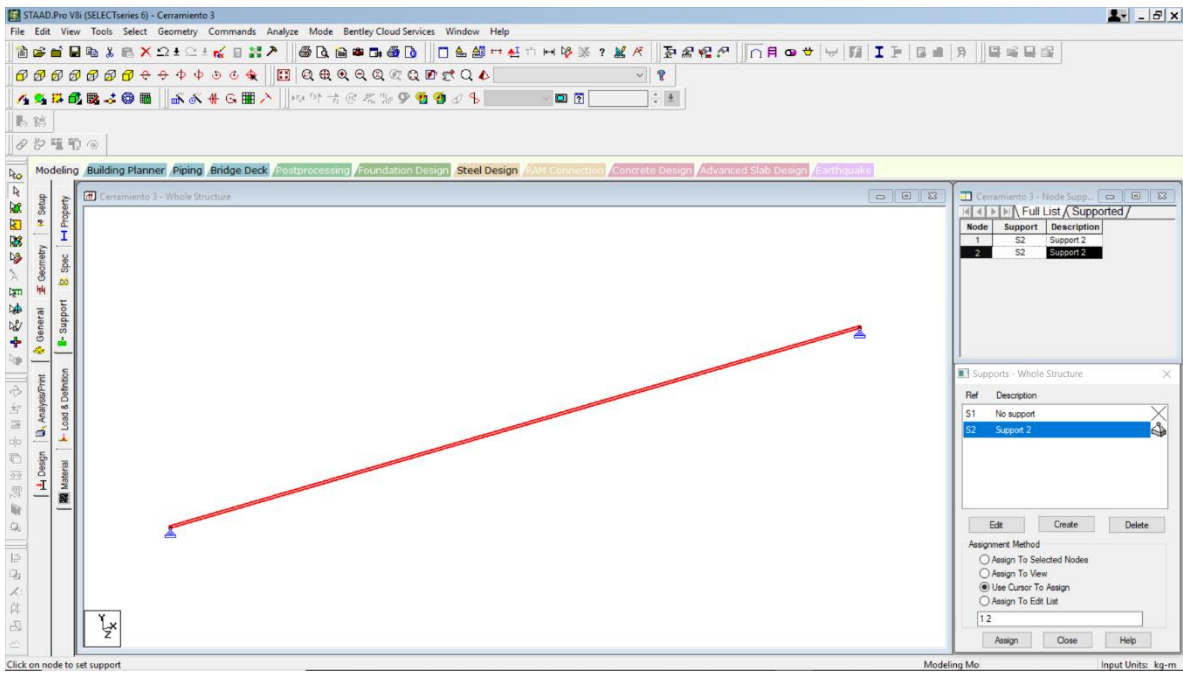 STAAD.Pro V8i (SELECTseries 6) - Cerramiento 3
File Edit View Tools Select Geometry Commands Analyze Mode Bentley Cloud Services Window Help
Modeling Building Planner Piping Bridge Deck Postprocessing Foundation Design Steel Design RAM Connection Concrete Design Advanced Slab Design Earthquake
Setup
Geometry
General
Analysis/Print
Design
Property
Spec
Support
Load & Definition
Material
Cerramiento 3 - Whole Structure
Y
X
Z
Cerramiento 3 - Node Supp...
Full List Supported
Node Support Description
1 S2 Support 2
2 S2 Support 2
Supports - Whole Structure
Ref Description
S1 No support
S2 Support 2
Edit Create Delete
Assignment Method
Assign To Selected Nodes
Assign To View
Use Cursor To Assign
Assign To Edit List
1 2
Assign Close Help
Click on node to set support
Modeling Mo Input Units: kg-m